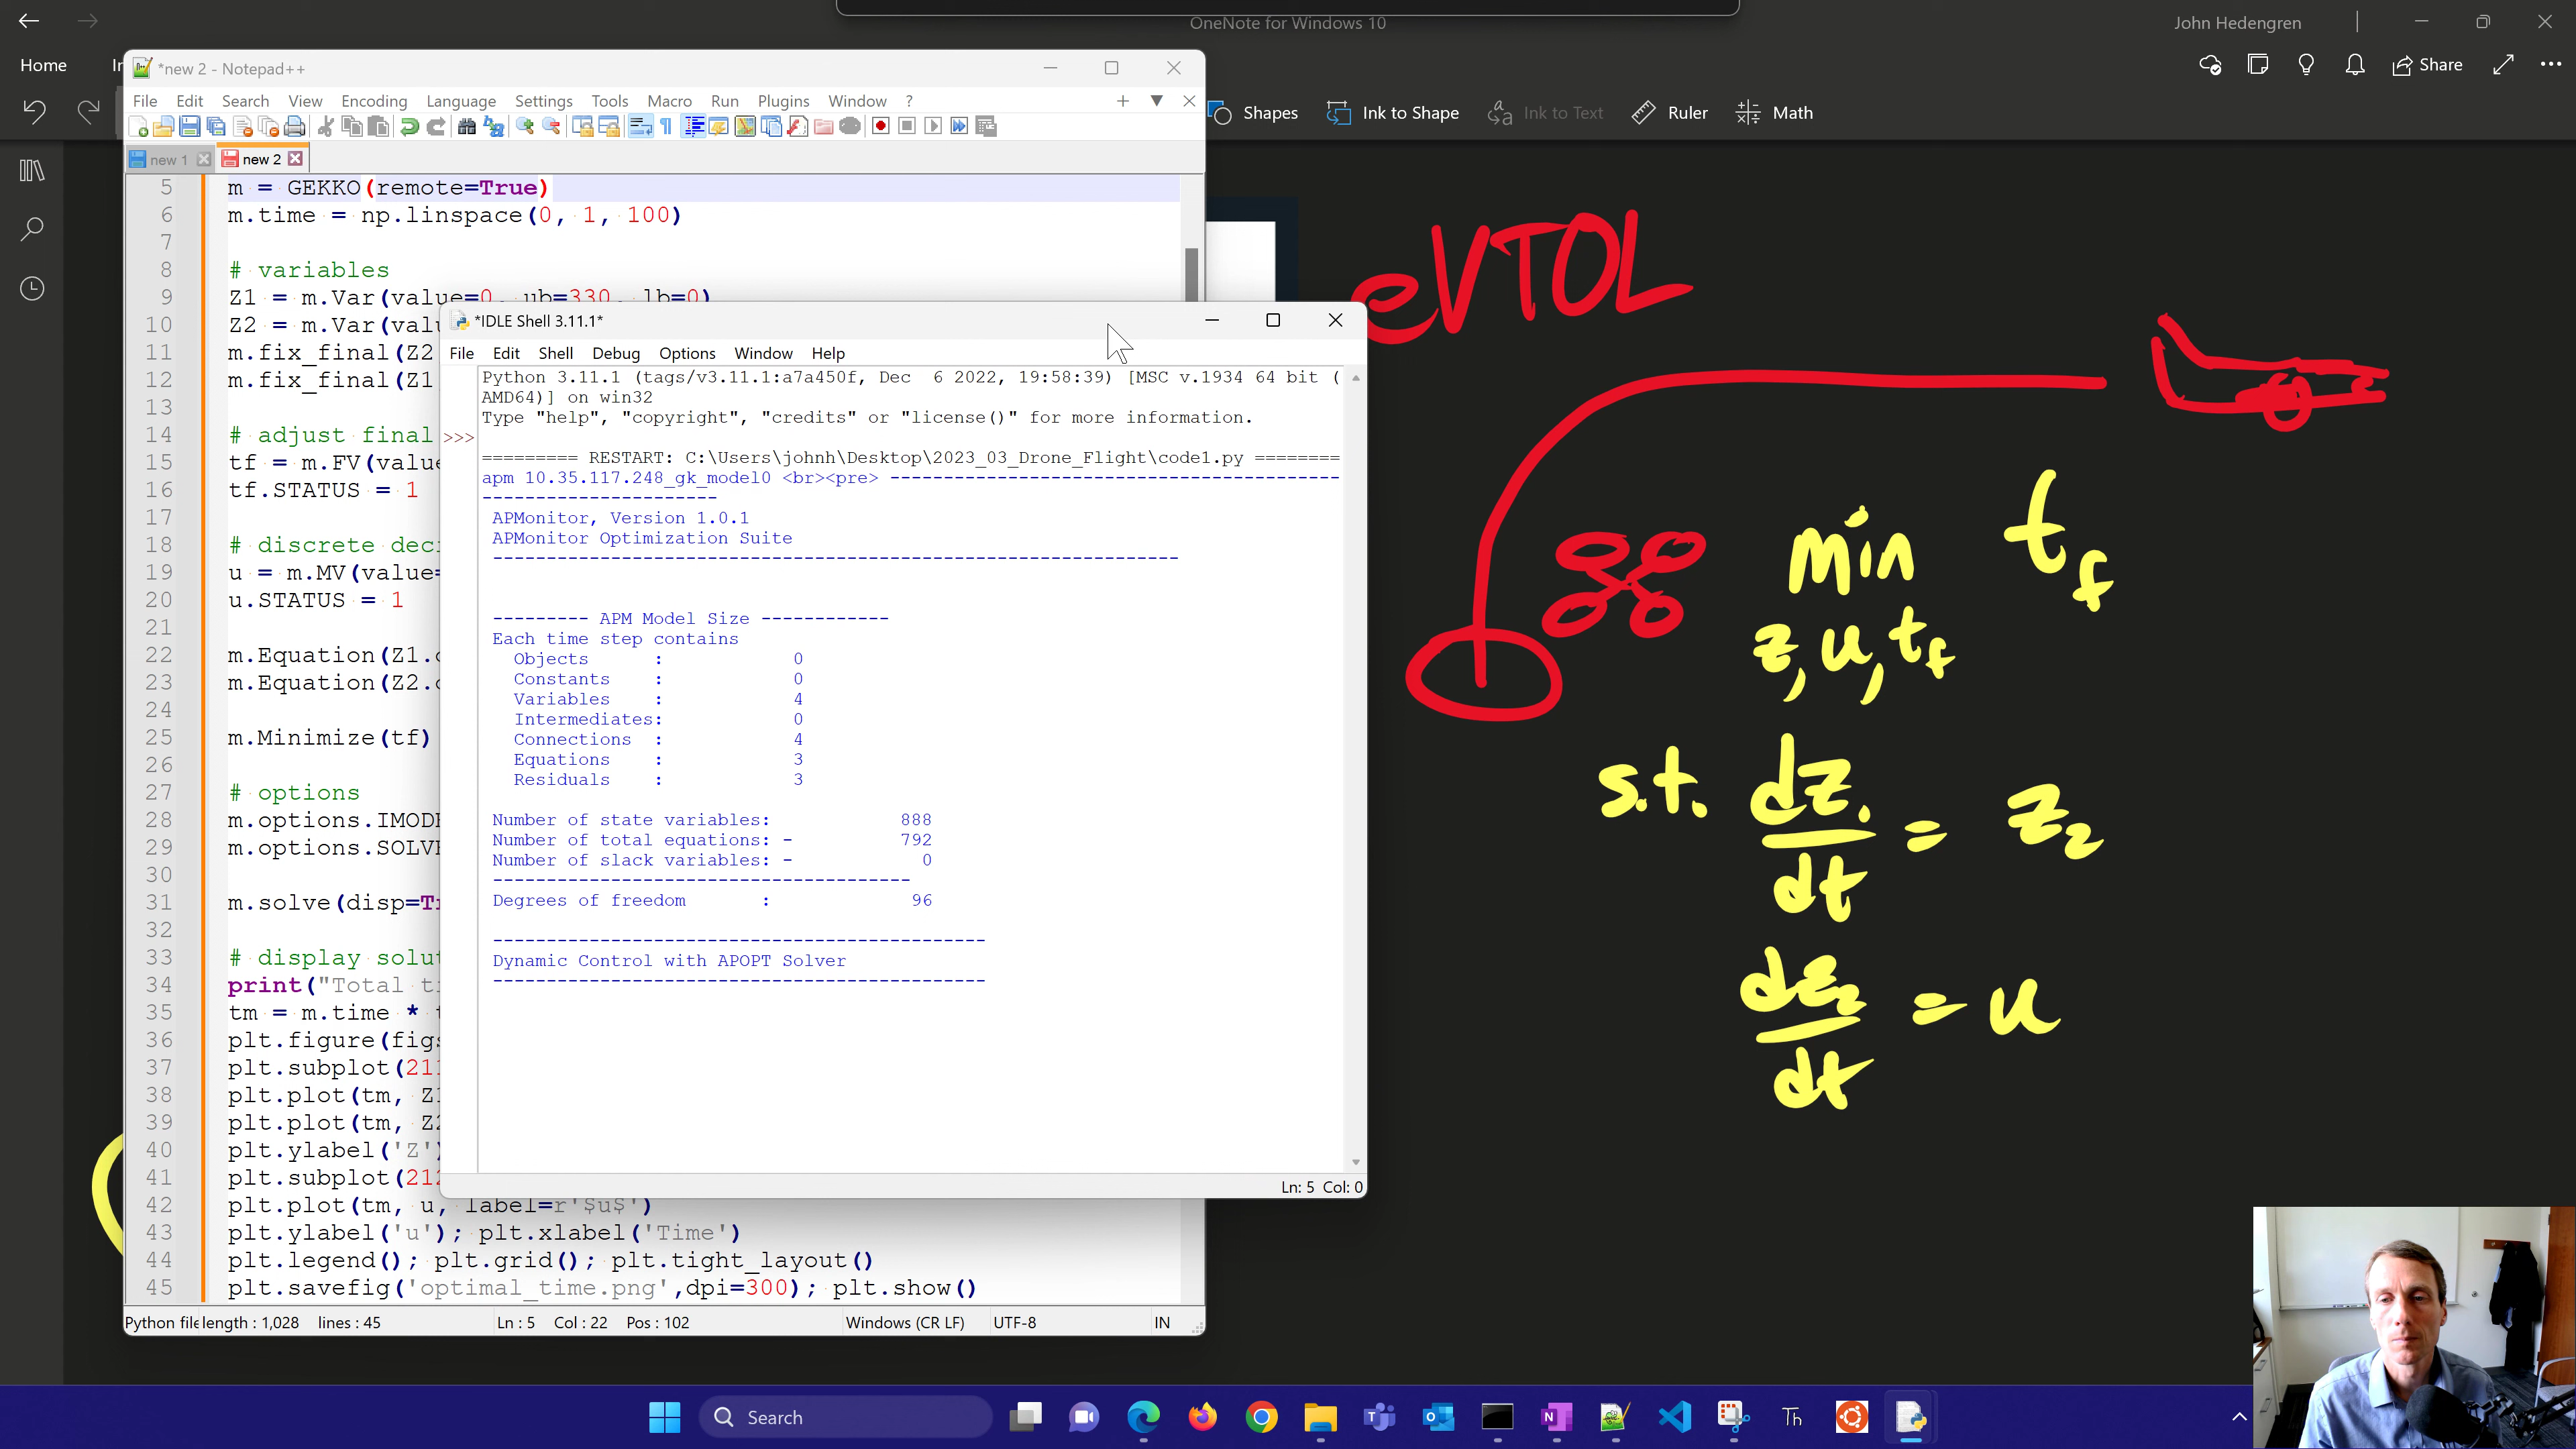 OneNote for Windows 10
John Hedengren
Home
In
Share
Shapes
Ink to Shape
Ink to Text
Ruler
Math
*new 2 - Notepad++
File Edit Search View Encoding Language Settings Tools Macro Run Plugins Window ?
new 1
new 2
5 m = GEKKO(remote=True)
6 m.time = np.linspace(0, 1, 100)
7
8 # variables
9 Z1 = m.Var(value=0, ub=330, lb=0)
10 Z2 = m.Var(valu
11 m.fix_final(Z2
12 m.fix_final(Z1
13
14 # adjust final
15 tf = m.FV(value
16 tf.STATUS = 1
17
18 # discrete deci
19 u = m.MV(value=
20 u.STATUS = 1
21
22 m.Equation(Z1.d
23 m.Equation(Z2.d
24
25 m.Minimize(tf)
26
27 # options
28 m.options.IMODE
29 m.options.SOLVE
30
31 m.solve(disp=Tr
32
33 # display solut
34 print("Total ti
35 tm = m.time * t
36 plt.figure(figs
37 plt.subplot(211
38 plt.plot(tm, Z1
39 plt.plot(tm, Z2
40 plt.ylabel('Z')
41 plt.subplot(212
42 plt.plot(tm, u, label=r'$u$')
43 plt.ylabel('u'); plt.xlabel('Time')
44 plt.legend(); plt.grid(); plt.tight_layout()
45 plt.savefig('optimal_time.png',dpi=300); plt.show()
Python file length : 1,028 lines : 45 Ln : 5 Col : 22 Pos : 102 Windows (CR LF) UTF-8 IN
*IDLE Shell 3.11.1*
File Edit Shell Debug Options Window Help
Python 3.11.1 (tags/v3.11.1:a7a450f, Dec 6 2022, 19:58:39) [MSC v.1934 64 bit (
AMD64)] on win32
Type "help", "copyright", "credits" or "license()" for more information.
>>>
========= RESTART: C:\Users\johnh\Desktop\2023_03_Drone_Flight\code1.py ========
apm 10.35.117.248_gk_model0 <br><pre> ------------------------------------------
----------------------
APMonitor, Version 1.0.1
APMonitor Optimization Suite
----------------------------------------------------------------
--------- APM Model Size ------------
Each time step contains
Objects : 0
Constants : 0
Variables : 4
Intermediates: 0
Connections : 4
Equations : 3
Residuals : 3
Number of state variables: 888
Number of total equations: - 792
Number of slack variables: - 0
---------------------------------------
Degrees of freedom : 96
----------------------------------------------
Dynamic Control with APOPT Solver
----------------------------------------------
Ln: 5 Col: 0
eVTOL
min tf
z, u, tf
s.t. dz1/dt = z2
dz2/dt = u
Search
Th